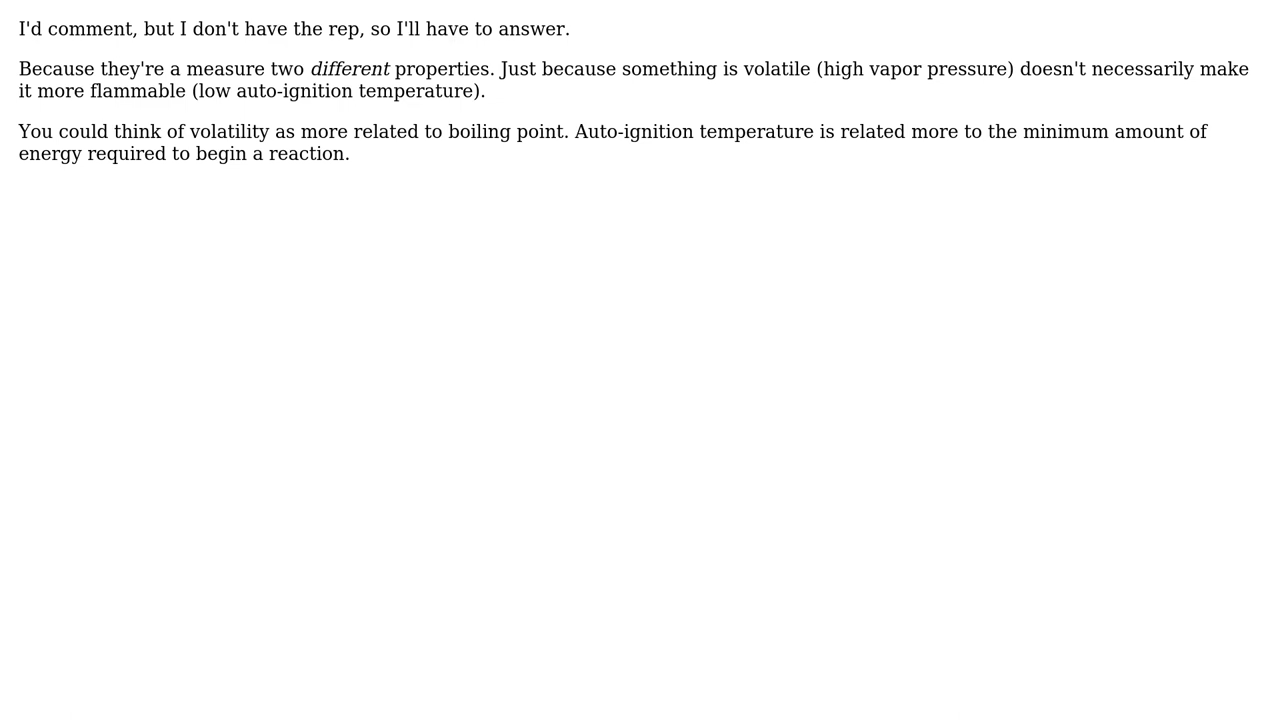 I'd comment, but I don't have the rep, so I'll have to answer.
Because they're a measure two different properties. Just because something is volatile (high vapor pressure) doesn't necessarily make
it more flammable (low auto-ignition temperature).
You could think of volatility as more related to boiling point. Auto-ignition temperature is related more to the minimum amount of
energy required to begin a reaction.